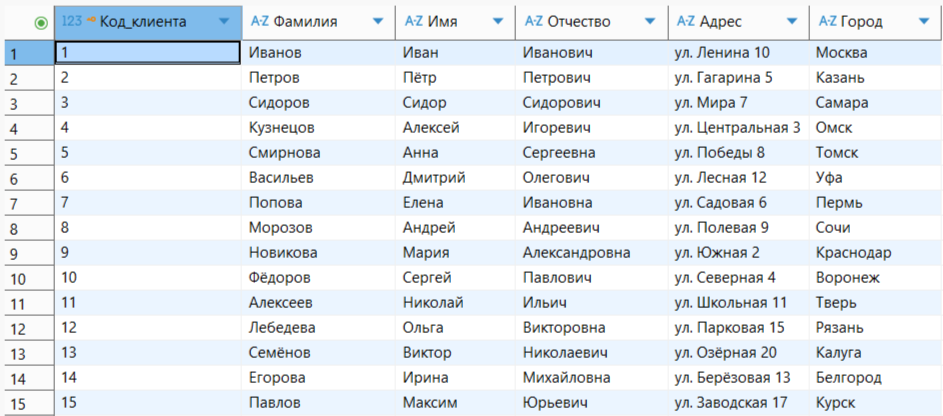 123 Код_клиента A-Z Фамилия A-Z Имя A-Z Отчество A-Z Адрес A-Z Город
1 1 Иванов Иван Иванович ул. Ленина 10 Москва
2 2 Петров Пётр Петрович ул. Гагарина 5 Казань
3 3 Сидоров Сидор Сидорович ул. Мира 7 Самара
4 4 Кузнецов Алексей Игоревич ул. Центральная 3 Омск
5 5 Смирнова Анна Сергеевна ул. Победы 8 Томск
6 6 Васильев Дмитрий Олегович ул. Лесная 12 Уфа
7 7 Попова Елена Ивановна ул. Садовая 6 Пермь
8 8 Морозов Андрей Андреевич ул. Полевая 9 Сочи
9 9 Новикова Мария Александровна ул. Южная 2 Краснодар
10 10 Фёдоров Сергей Павлович ул. Северная 4 Воронеж
11 11 Алексеев Николай Ильич ул. Школьная 11 Тверь
12 12 Лебедева Ольга Викторовна ул. Парковая 15 Рязань
13 13 Семёнов Виктор Николаевич ул. Озёрная 20 Калуга
14 14 Егорова Ирина Михайловна ул. Берёзовая 13 Белгород
15 15 Павлов Максим Юрьевич ул. Заводская 17 Курск